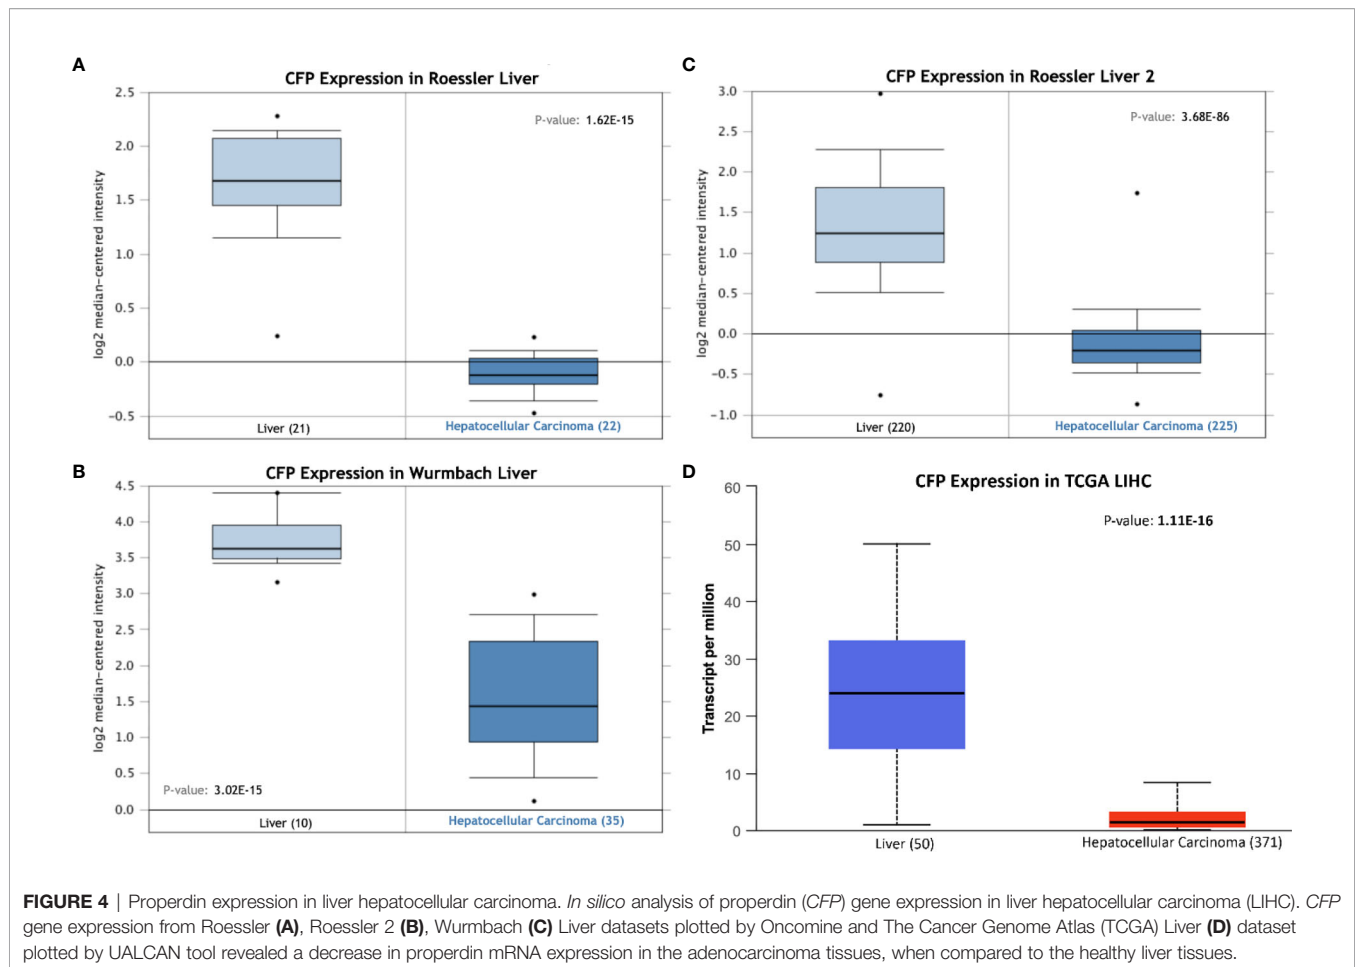 A
CFP Expression in Roessler Liver
P-value: 1.62E-15
log2 median-centered intensity
2.5
2.0
1.5
1.0
0.5
0.0
−0.5
Liver (21)
Hepatocellular Carcinoma (22)
C
CFP Expression in Roessler Liver 2
P-value: 3.68E-86
log2 median-centered intensity
3.0
2.5
2.0
1.5
1.0
0.5
0.0
−0.5
−1.0
Liver (220)
Hepatocellular Carcinoma (225)
B
CFP Expression in Wurmbach Liver
log2 median-centered intensity
4.5
4.0
3.5
3.0
2.5
2.0
1.5
1.0
0.5
0.0
P-value: 3.02E-15
Liver (10)
Hepatocellular Carcinoma (35)
D
CFP Expression in TCGA LIHC
P-value: 1.11E-16
Transcript per million
60
50
40
30
20
10
0
Liver (50)
Hepatocellular Carcinoma (371)
FIGURE 4 | Properdin expression in liver hepatocellular carcinoma. In silico analysis of properdin (CFP) gene expression in liver hepatocellular carcinoma (LIHC). CFP
gene expression from Roessler (A), Roessler 2 (B), Wurmbach (C) Liver datasets plotted by Oncomine and The Cancer Genome Atlas (TCGA) Liver (D) dataset
plotted by UALCAN tool revealed a decrease in properdin mRNA expression in the adenocarcinoma tissues, when compared to the healthy liver tissues.